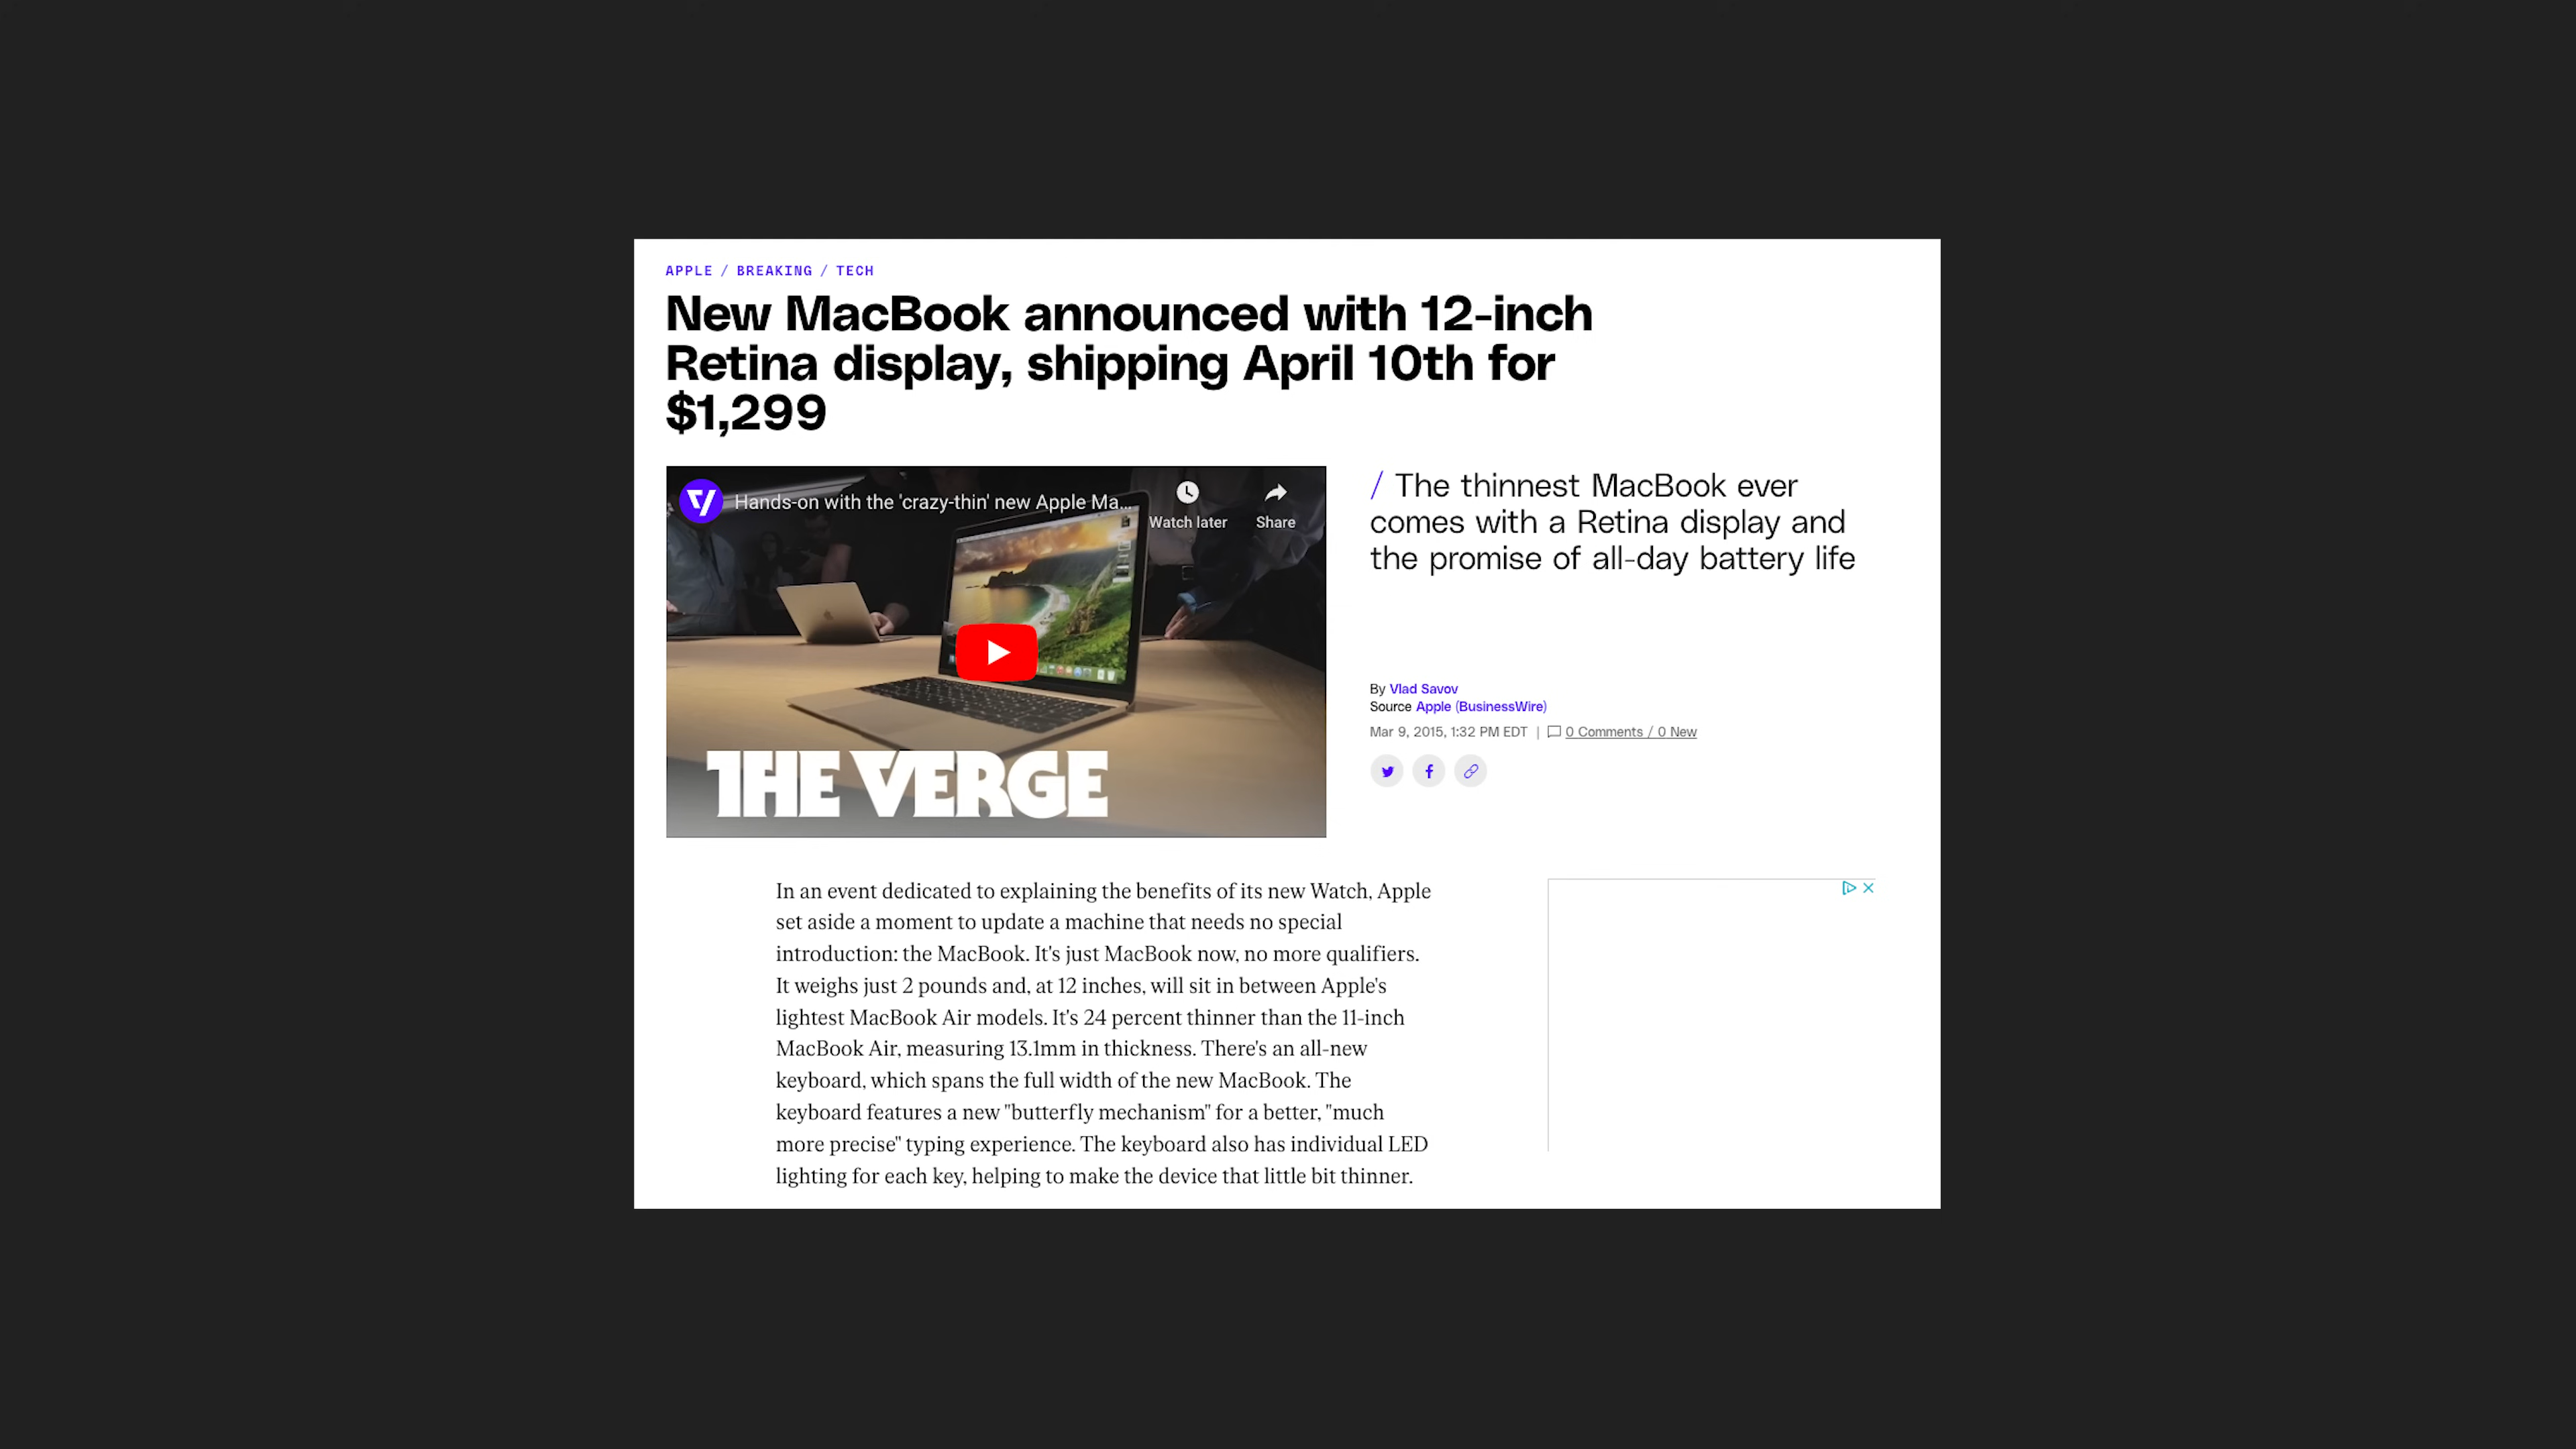 APPLE / BREAKING / TECH
New MacBook announced with 12-inch
Retina display, shipping April 10th for
$1,299
Hands-on with the 'crazy-thin' new Apple Ma...
Watch later
Share
THE VERGE
/ The thinnest MacBook ever
comes with a Retina display and
the promise of all-day battery life
By Vlad Savov
Source Apple (BusinessWire)
Mar 9, 2015, 1:32 PM EDT | 0 Comments / 0 New
In an event dedicated to explaining the benefits of its new Watch, Apple
set aside a moment to update a machine that needs no special
introduction: the MacBook. It's just MacBook now, no more qualifiers.
It weighs just 2 pounds and, at 12 inches, will sit in between Apple's
lightest MacBook Air models. It's 24 percent thinner than the 11-inch
MacBook Air, measuring 13.1mm in thickness. There's an all-new
keyboard, which spans the full width of the new MacBook. The
keyboard features a new "butterfly mechanism" for a better, "much
more precise" typing experience. The keyboard also has individual LED
lighting for each key, helping to make the device that little bit thinner.